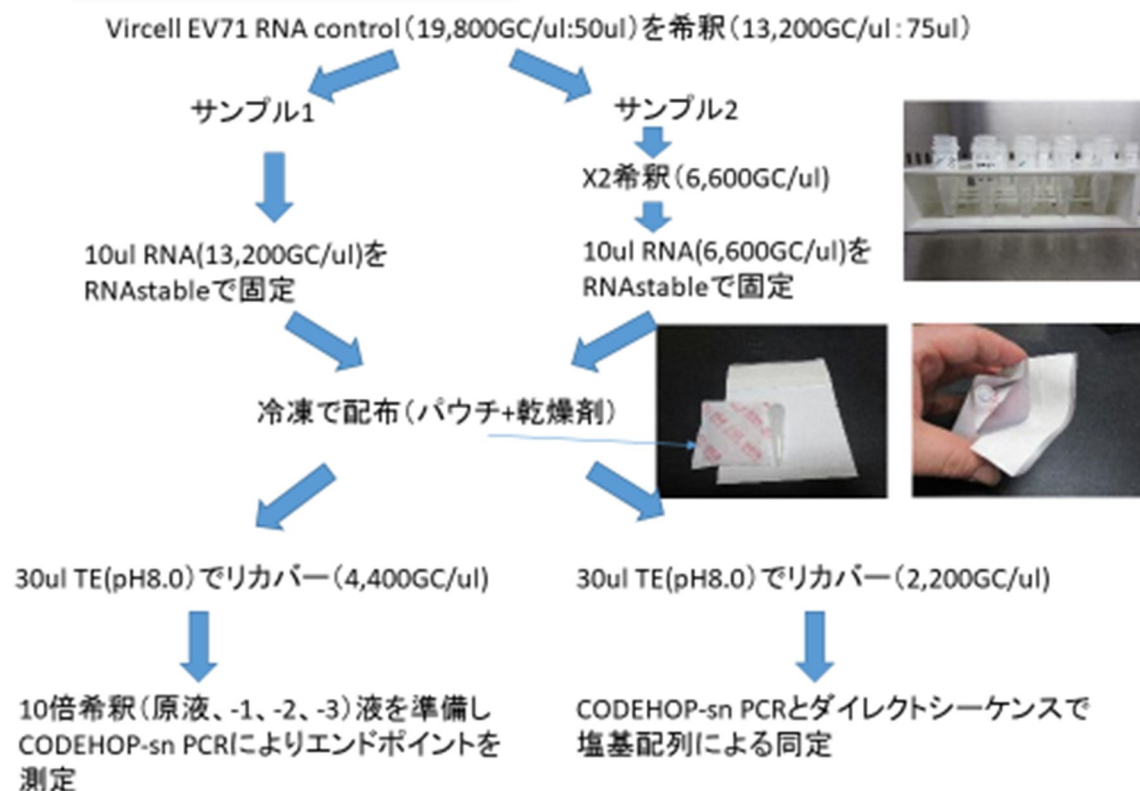 Vircell EV71 RNA control(19,800GC/ul:50ul)を希釈(13,200GC/ul:75ul)
サンプル1
サンプル2
X2希釈(6,600GC/ul)
10ul RNA(13,200GC/ul)を
RNAstableで固定
10ul RNA(6,600GC/ul)を
RNAstableで固定
冷凍で配布(パウチ+乾燥剤)
30ul TE(pH8.0)でリカバー(4,400GC/ul)
30ul TE(pH8.0)でリカバー(2,200GC/ul)
10倍希釈(原液、-1、-2、-3)液を準備し
CODEHOP-sn PCRによりエンドポイントを
測定
CODEHOP-sn PCRとダイレクトシーケンスで
塩基配列による同定